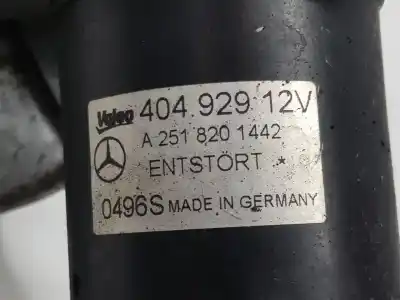 Valeo 404 929 12V
A 251 820 1442
ENTSTÖRT *
0496S MADE IN GERMANY